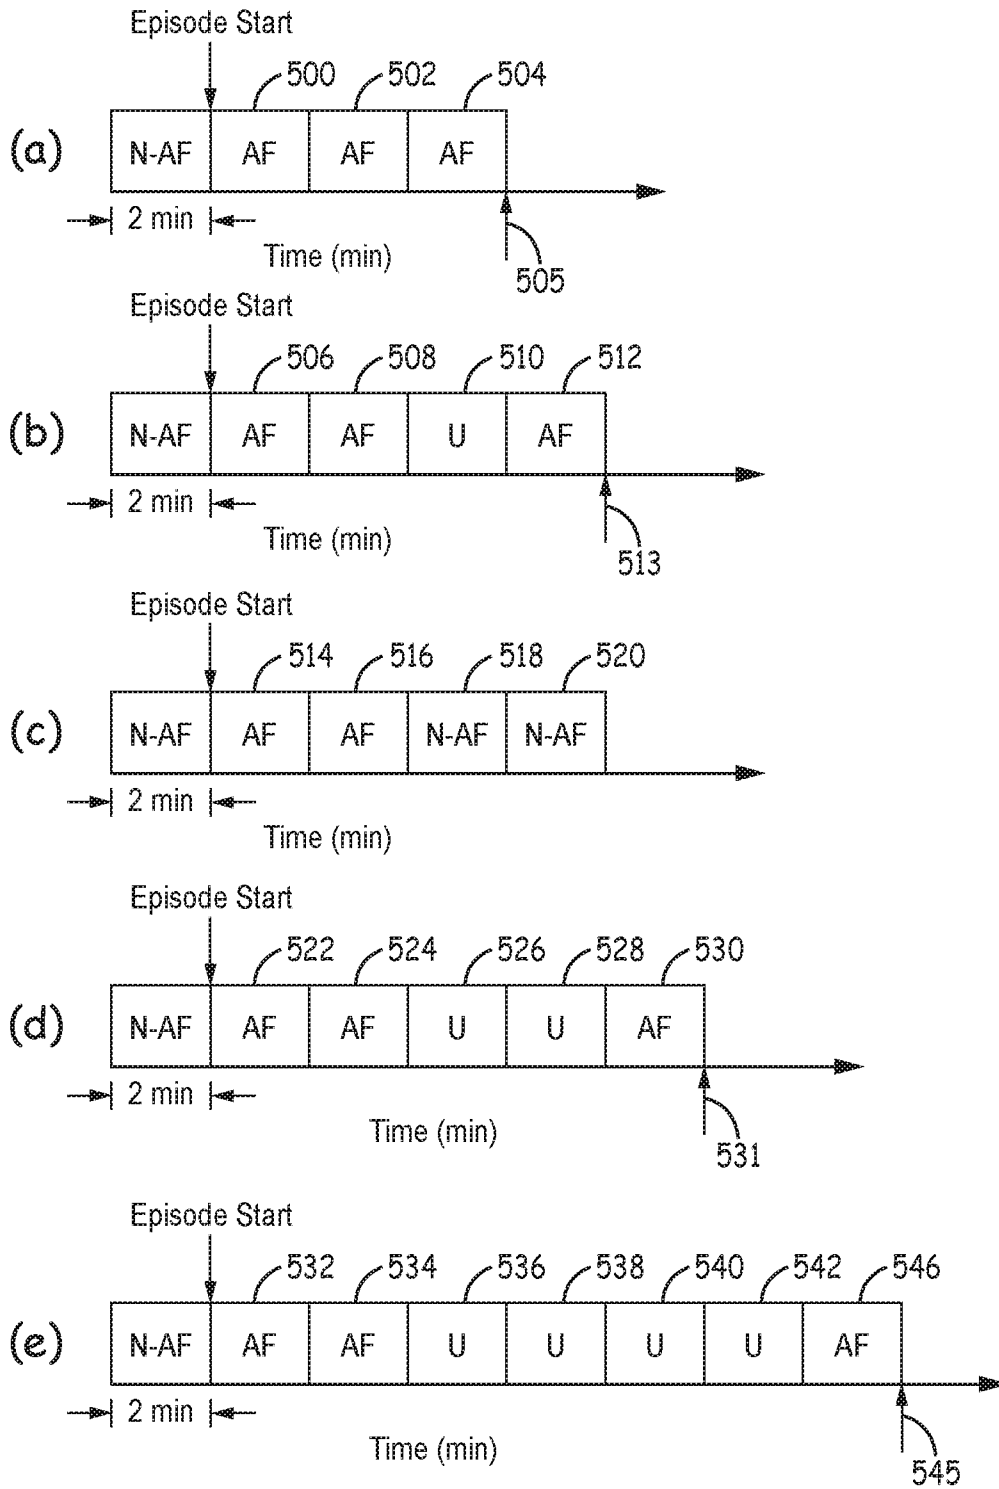 Episode Start
500 502 504
(a) N-AF AF AF AF
2 min
Time (min)
505
Episode Start
506 508 510 512
(b) N-AF AF AF U AF
2 min
Time (min)
513
Episode Start
514 516 518 520
(c) N-AF AF AF N-AF N-AF
2 min
Time (min)
Episode Start
522 524 526 528 530
(d) N-AF AF AF U U AF
2 min
Time (min)
531
Episode Start
532 534 536 538 540 542 546
(e) N-AF AF AF U U U U AF
2 min
Time (min)
545